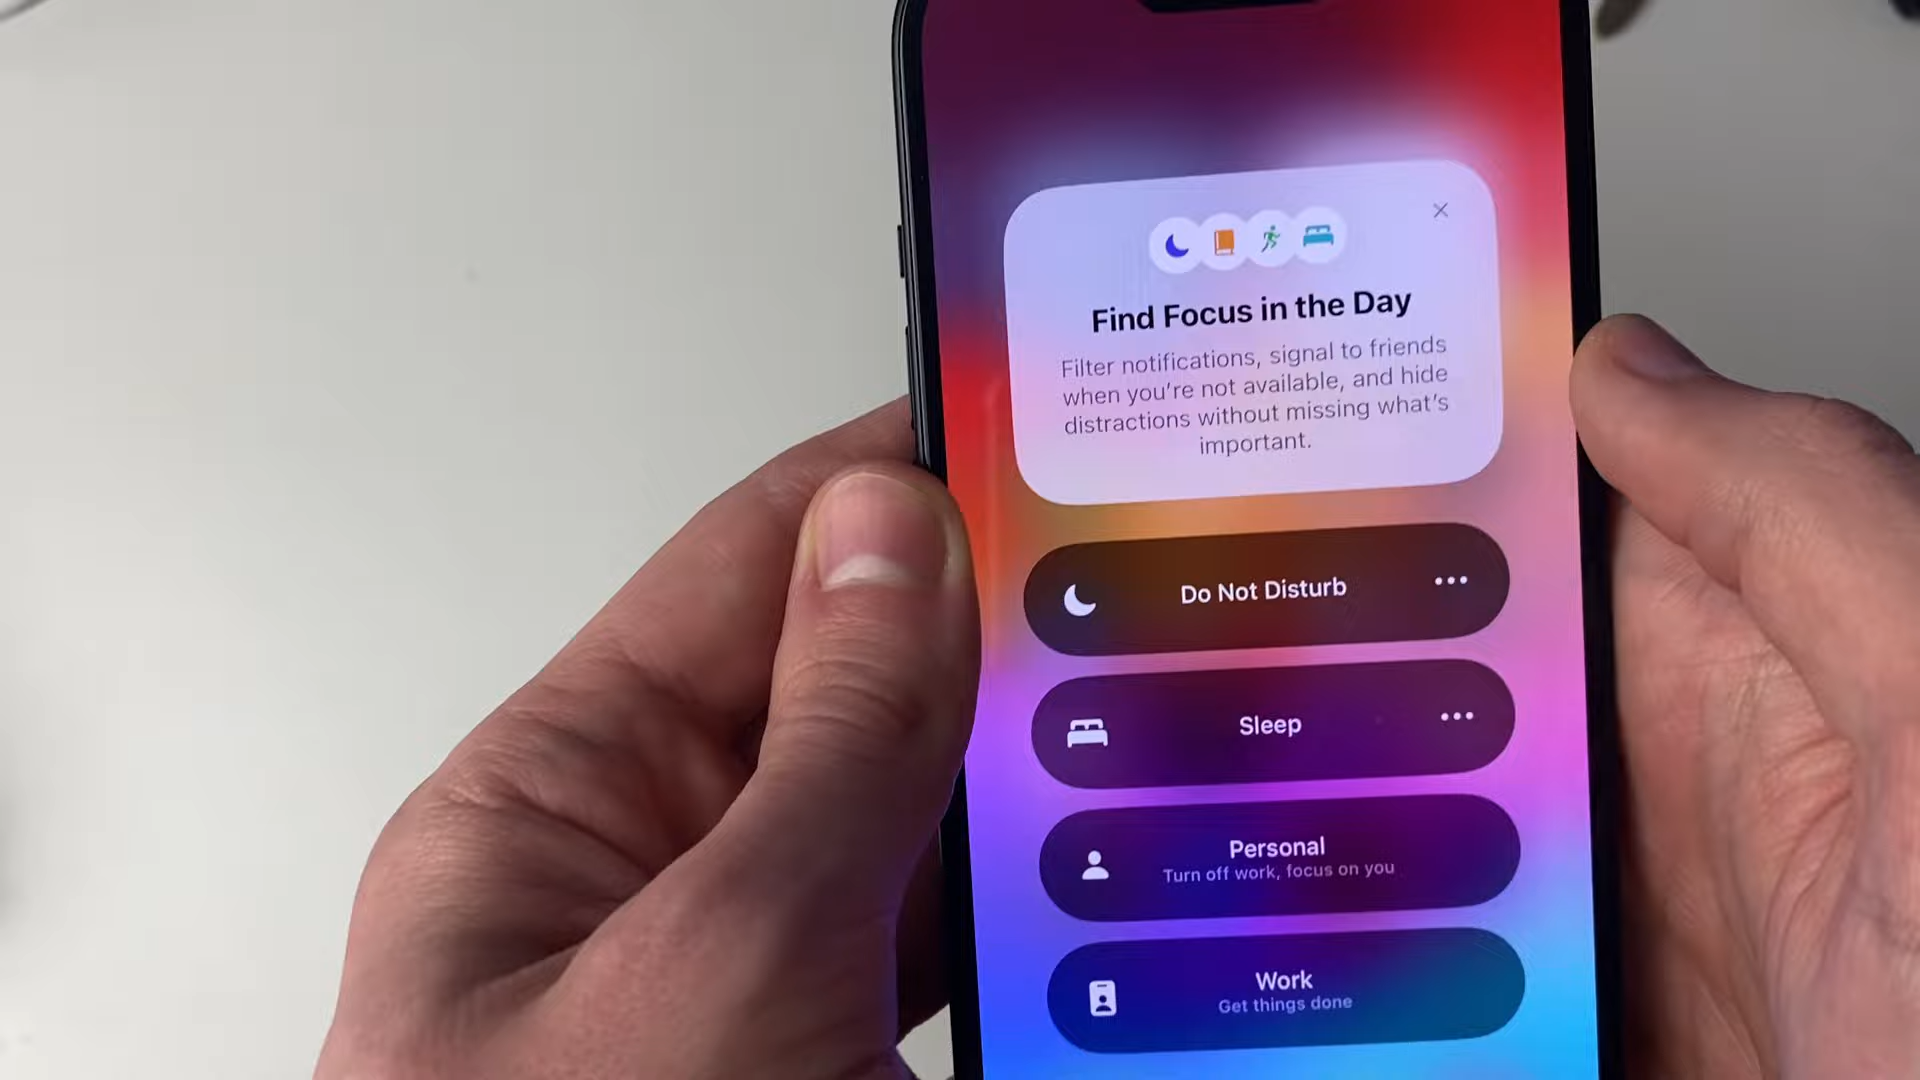 Find Focus in the Day
Filter notifications, signal to friends
when you're not available, and hide
distractions without missing what's
important.
Do Not Disturb
Sleep
Personal
Turn off work, focus on you
Work
Get things done